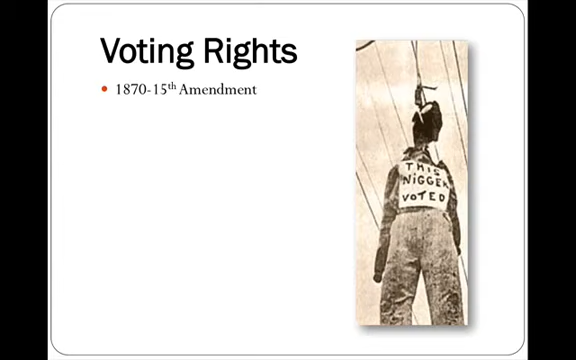 Voting Rights
• 1870-15th Amendment
THIS
NiGGER
VOTED